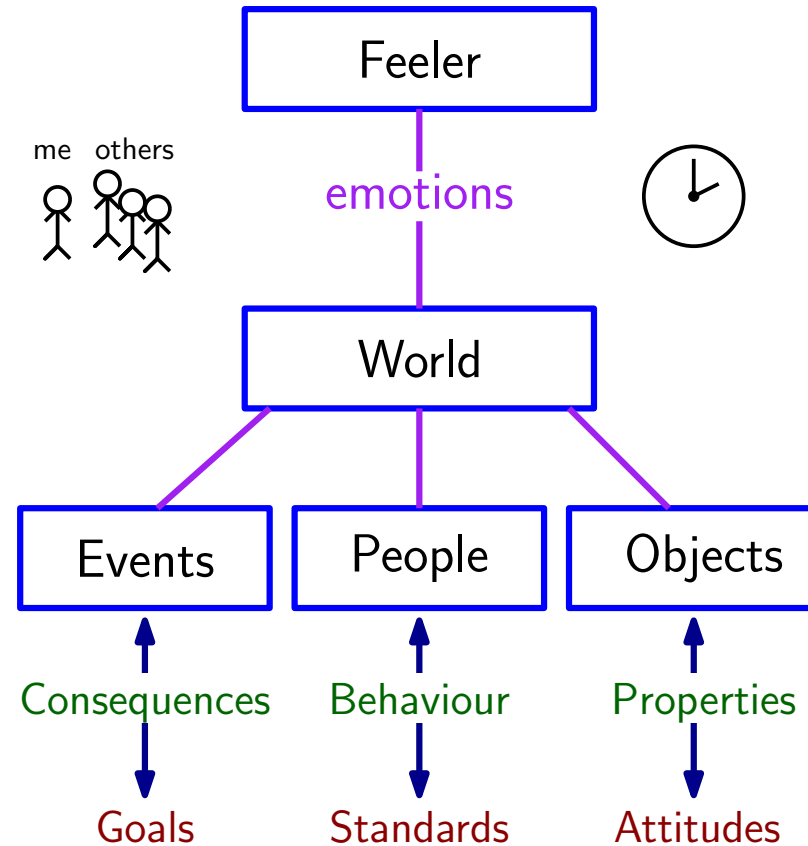 Feeler
me others
emotions
World
Events People Objects
Consequences Behaviour Properties
Goals Standards Attitudes